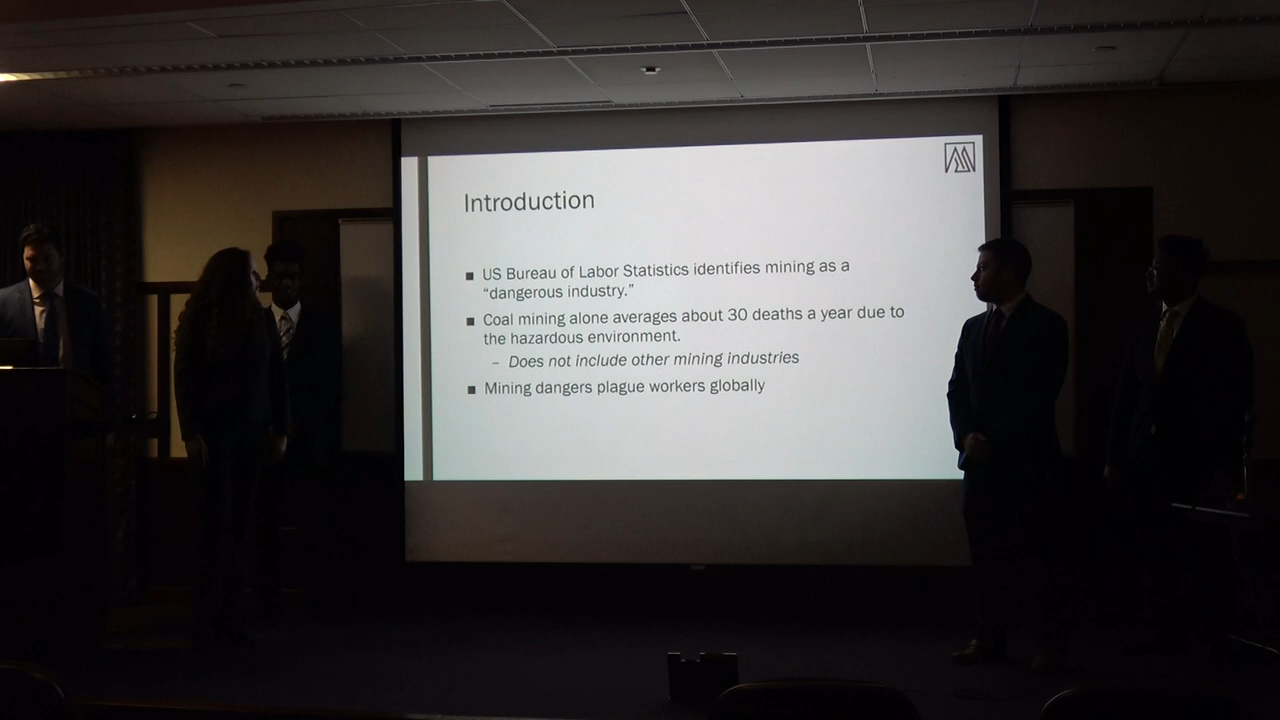 Introduction
■ US Bureau of Labor Statistics identifies mining as a
“dangerous industry.”
■ Coal mining alone averages about 30 deaths a year due to
the hazardous environment.
– Does not include other mining industries
■ Mining dangers plague workers globally